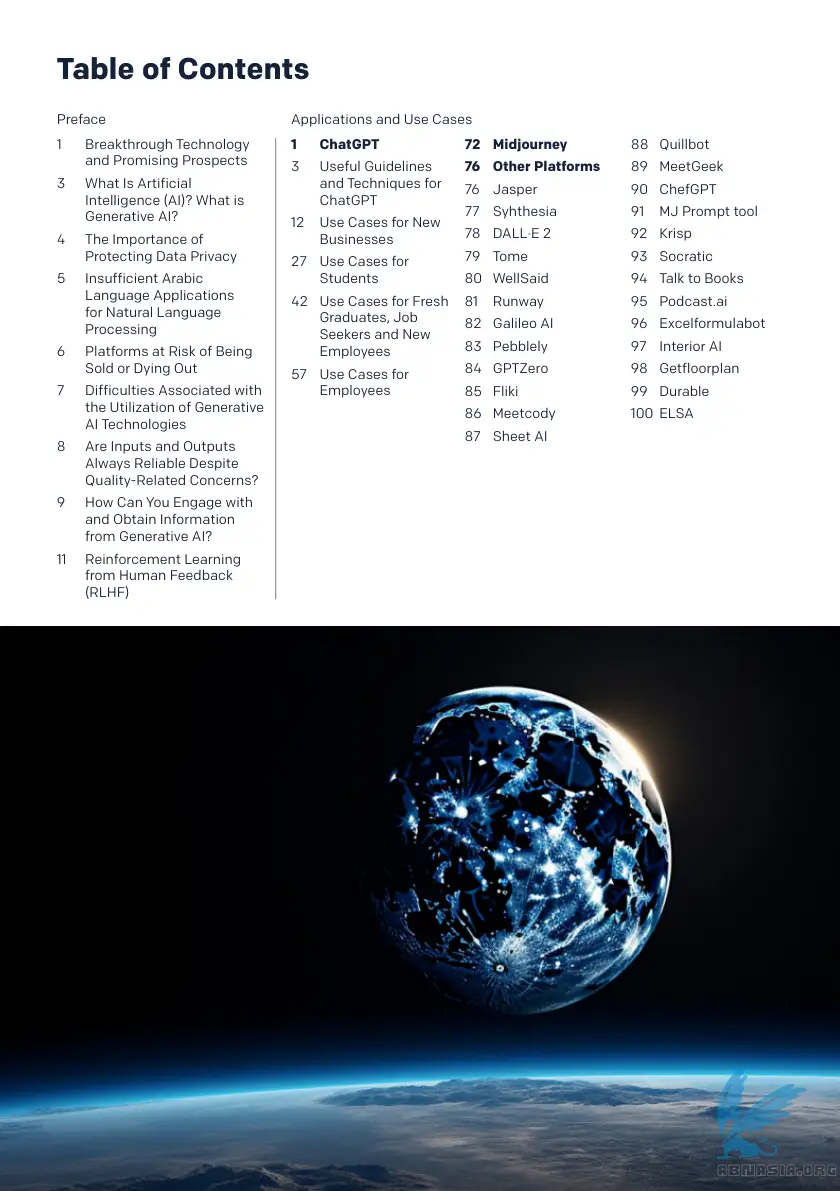 Table of Contents
Preface
1 Breakthrough Technology
and Promising Prospects
3 What Is Artificial
Intelligence (AI)? What is
Generative AI?
4 The Importance of
Protecting Data Privacy
5 Insufficient Arabic
Language Applications
for Natural Language
Processing
6 Platforms at Risk of Being
Sold or Dying Out
7 Difficulties Associated with
the Utilization of Generative
AI Technologies
8 Are Inputs and Outputs
Always Reliable Despite
Quality-Related Concerns?
9 How Can You Engage with
and Obtain Information
from Generative AI?
11 Reinforcement Learning
from Human Feedback
(RLHF)
Applications and Use Cases
1 ChatGPT
3 Useful Guidelines
and Techniques for
ChatGPT
12 Use Cases for New
Businesses
27 Use Cases for
Students
42 Use Cases for Fresh
Graduates, Job
Seekers and New
Employees
57 Use Cases for
Employees
72 Midjourney
76 Other Platforms
76 Jasper
77 Syhthesia
78 DALL·E 2
79 Tome
80 WellSaid
81 Runway
82 Galileo AI
83 Pebblely
84 GPTZero
85 Fliki
86 Meetcody
87 Sheet AI
88 Quillbot
89 MeetGeek
90 ChefGPT
91 MJ Prompt tool
92 Krisp
93 Socratic
94 Talk to Books
95 Podcast.ai
96 Excelformulabot
97 Interior AI
98 Getfloorplan
99 Durable
100 ELSA
ABNASIA.ORG